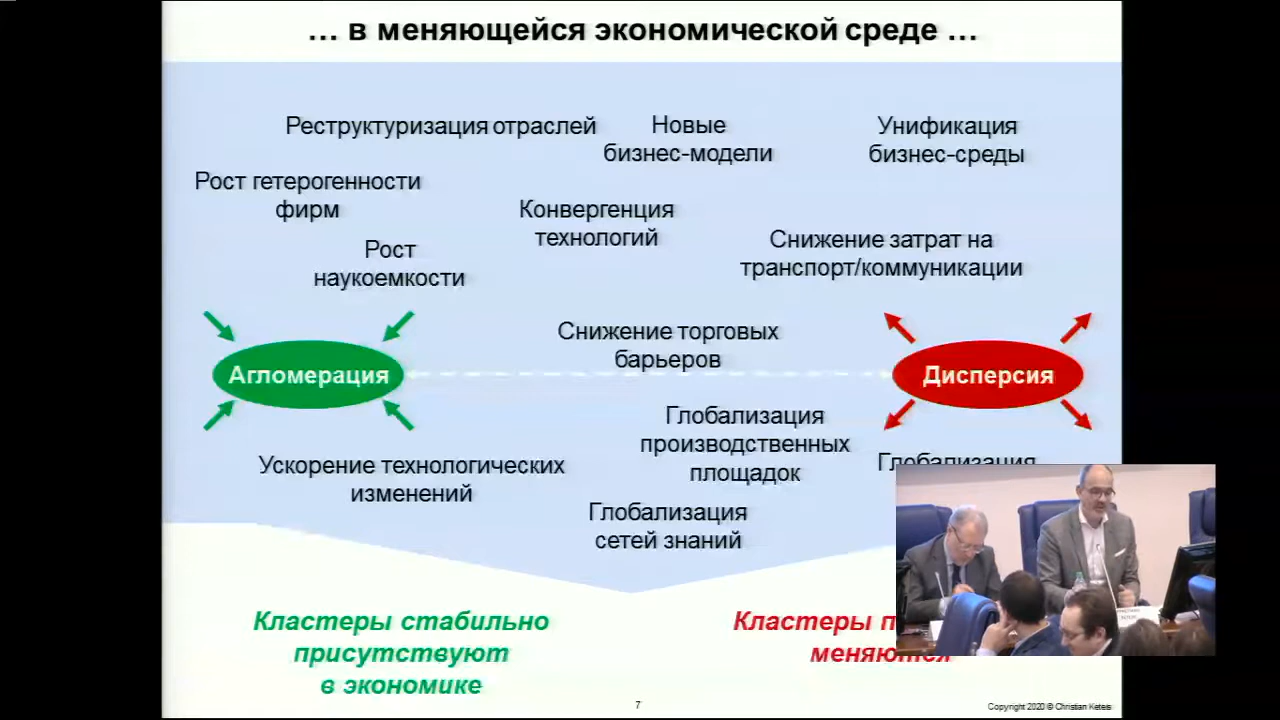 … в меняющейся экономической среде …
Реструктуризация отраслей
Новые
бизнес-модели
Унификация
бизнес-среды
Рост гетерогенности
фирм
Конвергенция
технологий
Рост
наукоемкости
Снижение затрат на
транспорт/коммуникации
Снижение торговых
барьеров
Агломерация
Дисперсия
Глобализация
производственных
площадок
Глобализация
Ускорение технологических
изменений
Глобализация
сетей знаний
Кластеры стабильно
присутствуют
в экономике
Кластеры
меняются
7
Copyright 2020 © Christian Ketels